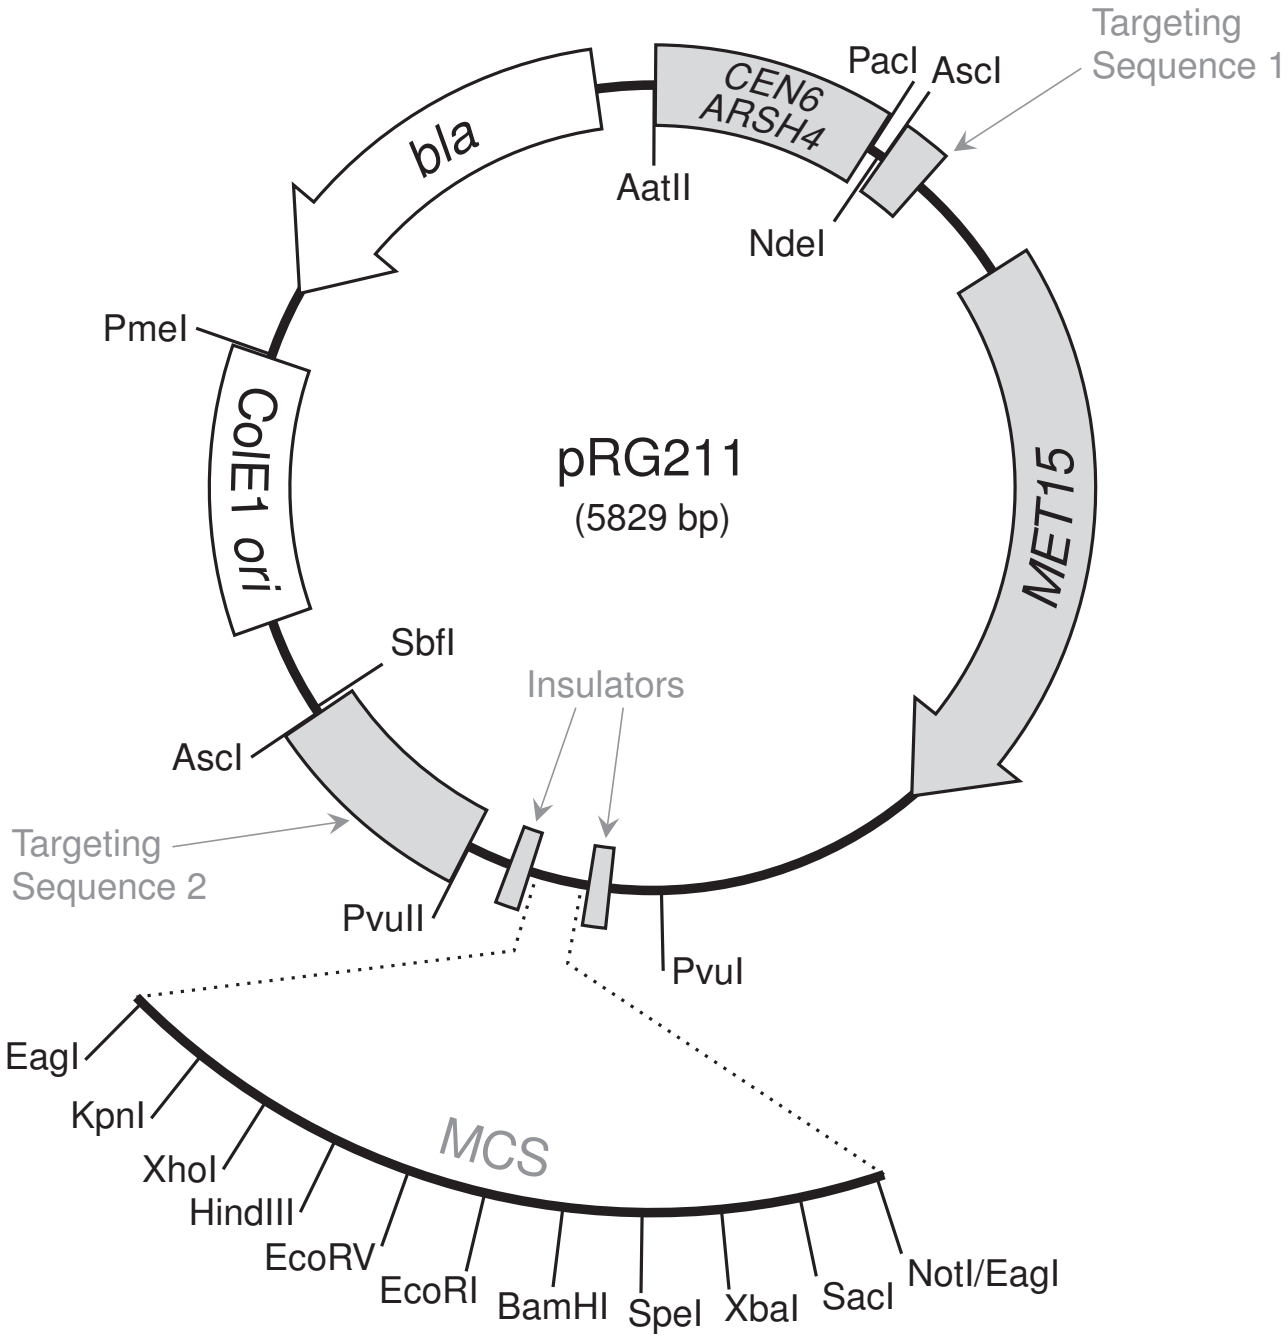 Targeting
Sequence 1
PacI
AscI
CEN6
ARSH4
bla
AatII
NdeI
PmeI
ColE1 ori
pRG211
(5829 bp)
MET15
SbfI
Insulators
AscI
Targeting
Sequence 2
PvuII
PvuI
EagI
KpnI
XhoI
HindIII
EcoRV
EcoRI
BamHI
SpeI
XbaI
SacI
NotI/EagI
MCS